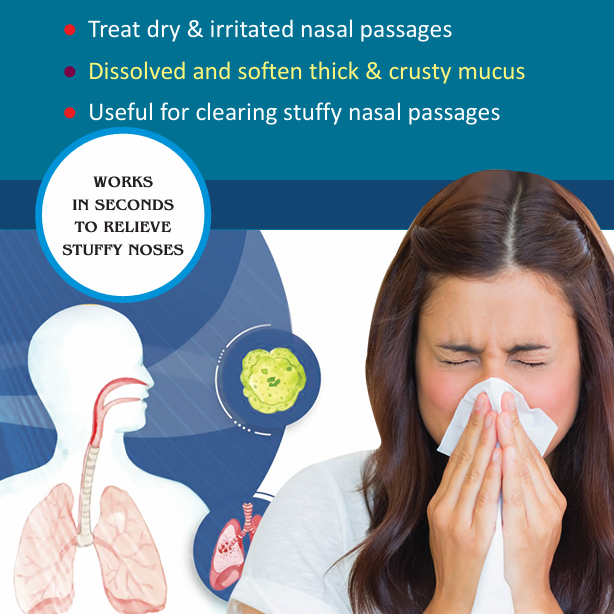 Treat dry & irritated nasal passages
Dissolved and soften thick & crusty mucus
Useful for clearing stuffy nasal passages
WORKS
IN SECONDS
TO RELIEVE
STUFFY NOSES